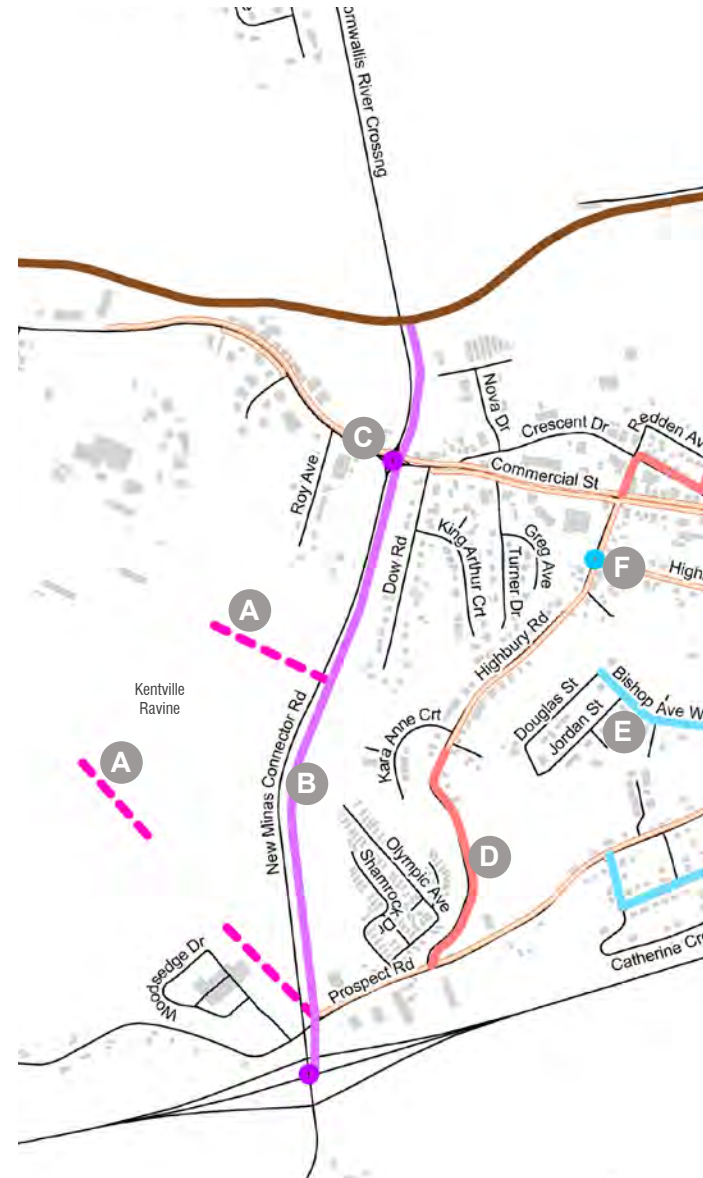 ornwallis River Crossng
Nova Dr
Crescent Dr
Redden Av
C
Commercial St
Roy Ave
Dow Rd
King Arthur Crt
Turner Dr
Greg Ave
F
High
A
Highbury Rd
Kentville
Ravine
Douglas St
Jordan St
Bishop Ave W
E
A
New Minas Connector Rd
B
Kara Anne Crt
D
Olympic Ave
Shamrock Dr
Woodsedge Dr
Prospect Rd
Catherine Cr